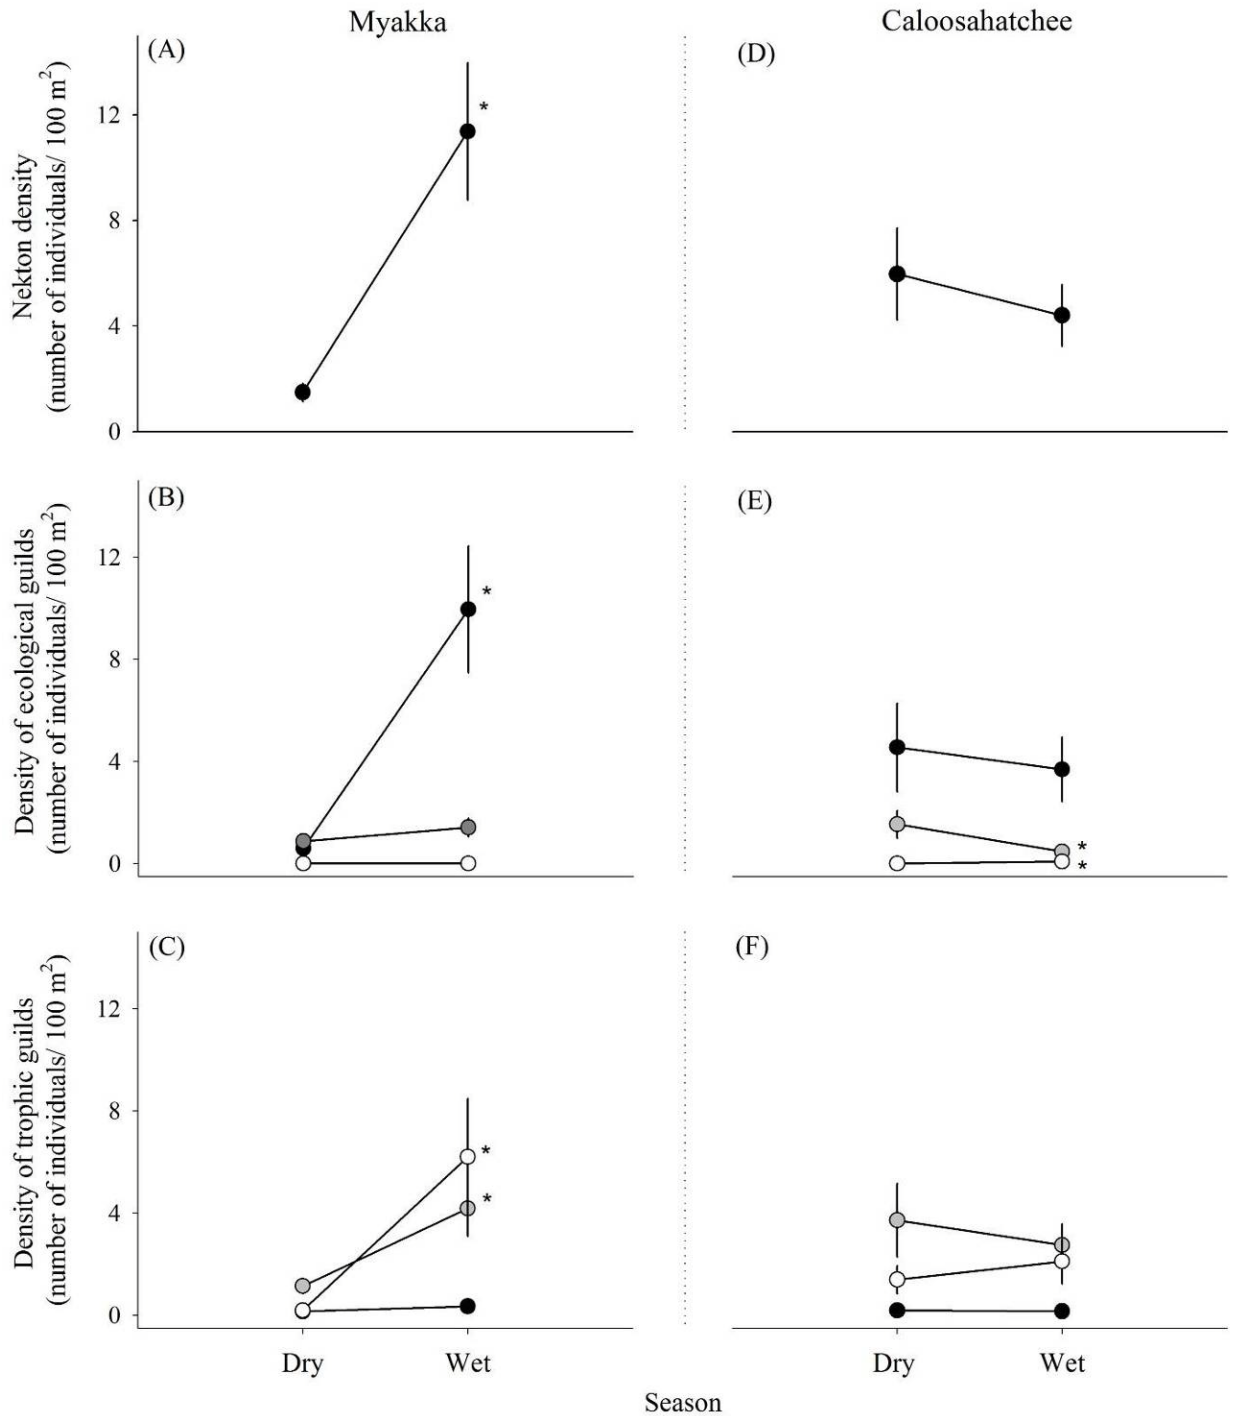 Myakka
Caloosahatchee
(A)
(D)
Nekton density
(number of individuals/ 100 m²)
12
8
4
0
*
(B)
(E)
Density of ecological guilds
(number of individuals/ 100 m²)
12
8
4
0
*
*
*
(C)
(F)
Density of trophic guilds
(number of individuals/ 100 m²)
12
8
4
0
*
*
Dry
Wet
Dry
Wet
Season